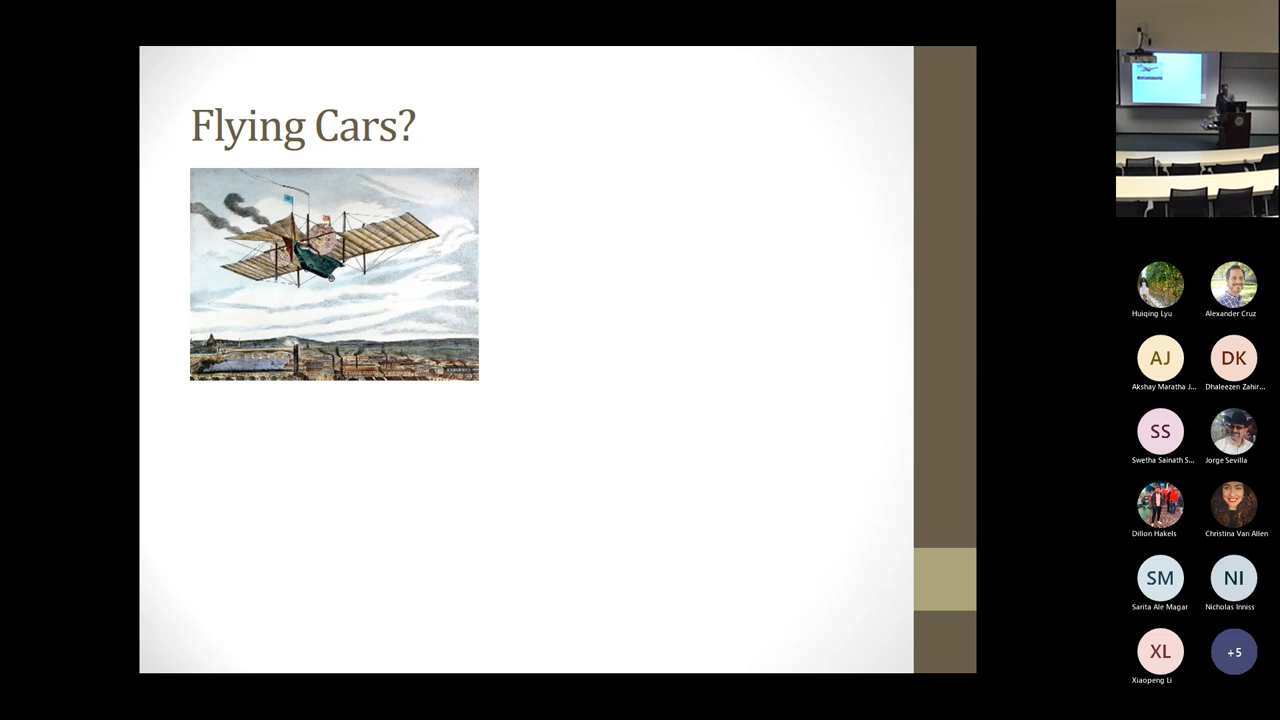 Flying Cars?
Huiqing Lyu
Alexander Cruz
AJ
Akshay Maratha J...
DK
Dhaleezen Zahir...
SS
Swetha Sainath S...
Jorge Sevilla
Dillon Hakels
Christina Van Allen
SM
Sarita Ale Magar
NI
Nicholas Inniss
XL
Xiaopeng Li
+5